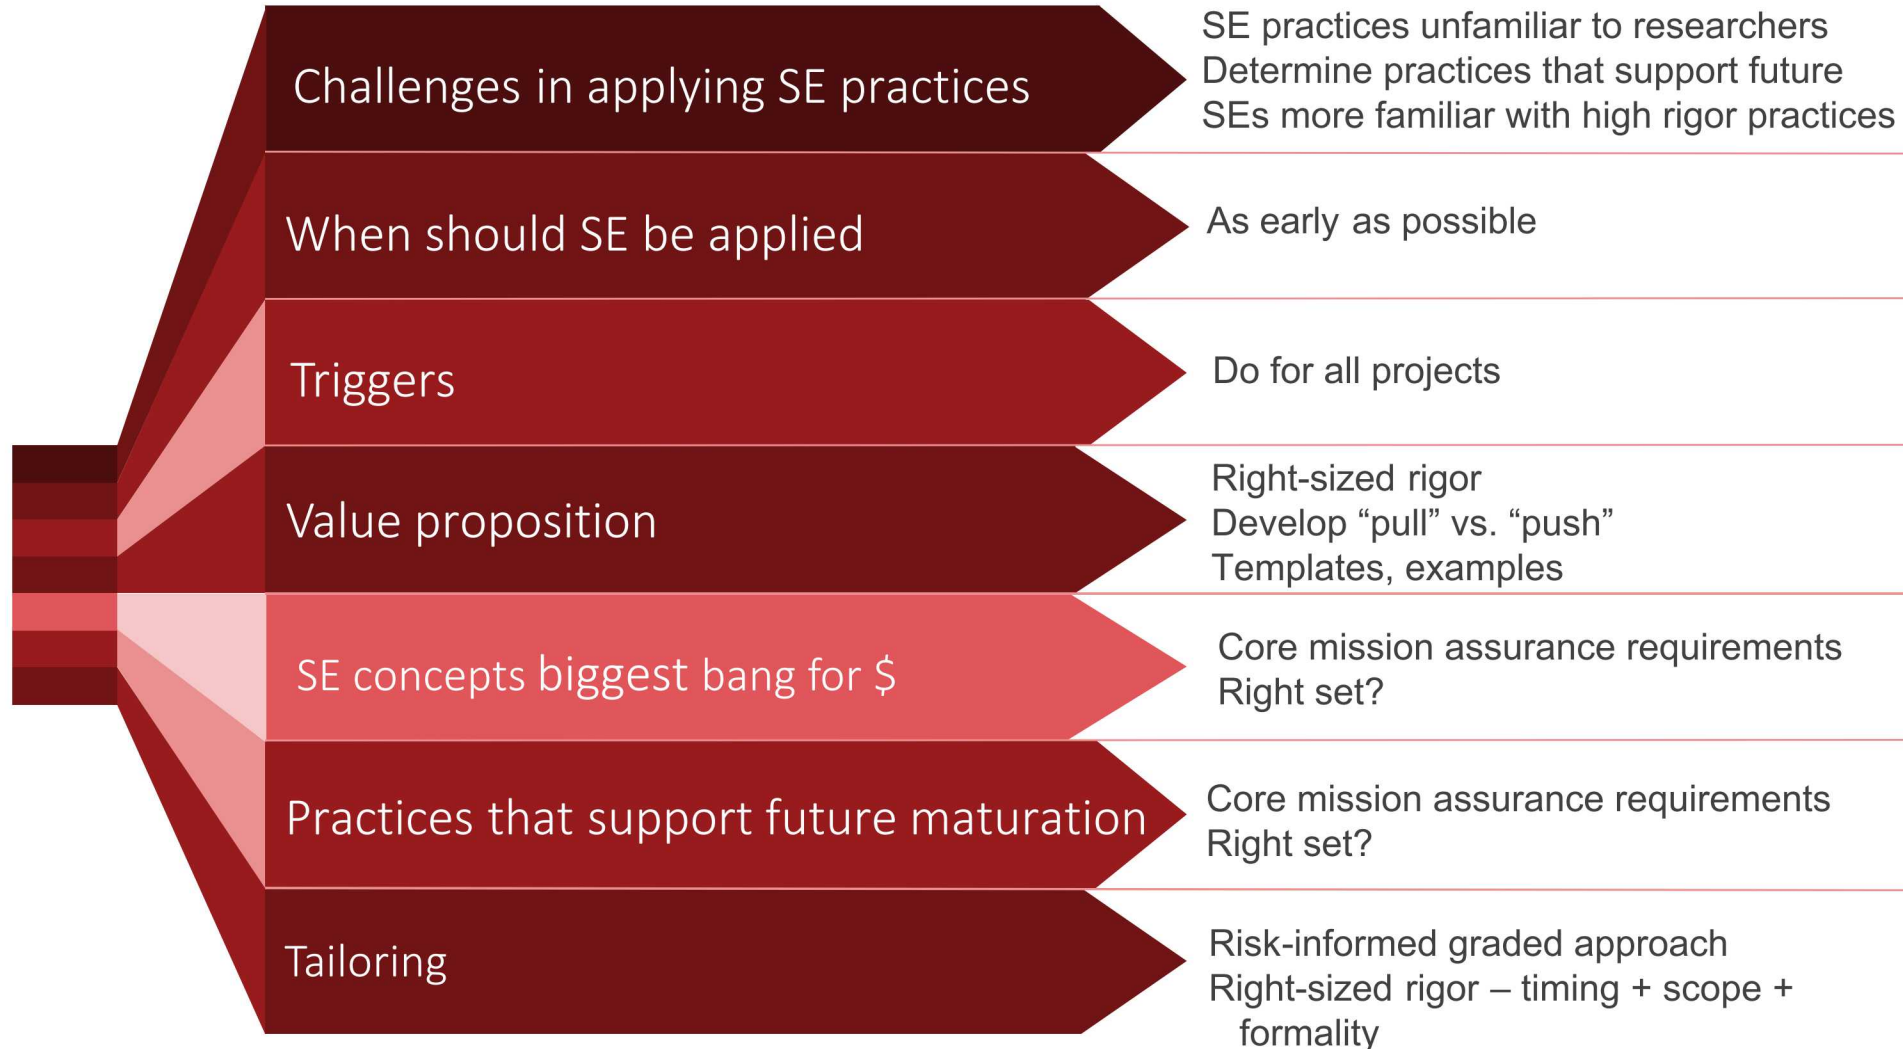 Challenges in applying SE practices
SE practices unfamiliar to researchers
Determine practices that support future
SEs more familiar with high rigor practices
When should SE be applied
As early as possible
Triggers
Do for all projects
Value proposition
Right-sized rigor
Develop “pull” vs. “push”
Templates, examples
SE concepts biggest bang for $
Core mission assurance requirements
Right set?
Practices that support future maturation
Core mission assurance requirements
Right set?
Tailoring
Risk-informed graded approach
Right-sized rigor – timing + scope +
formality